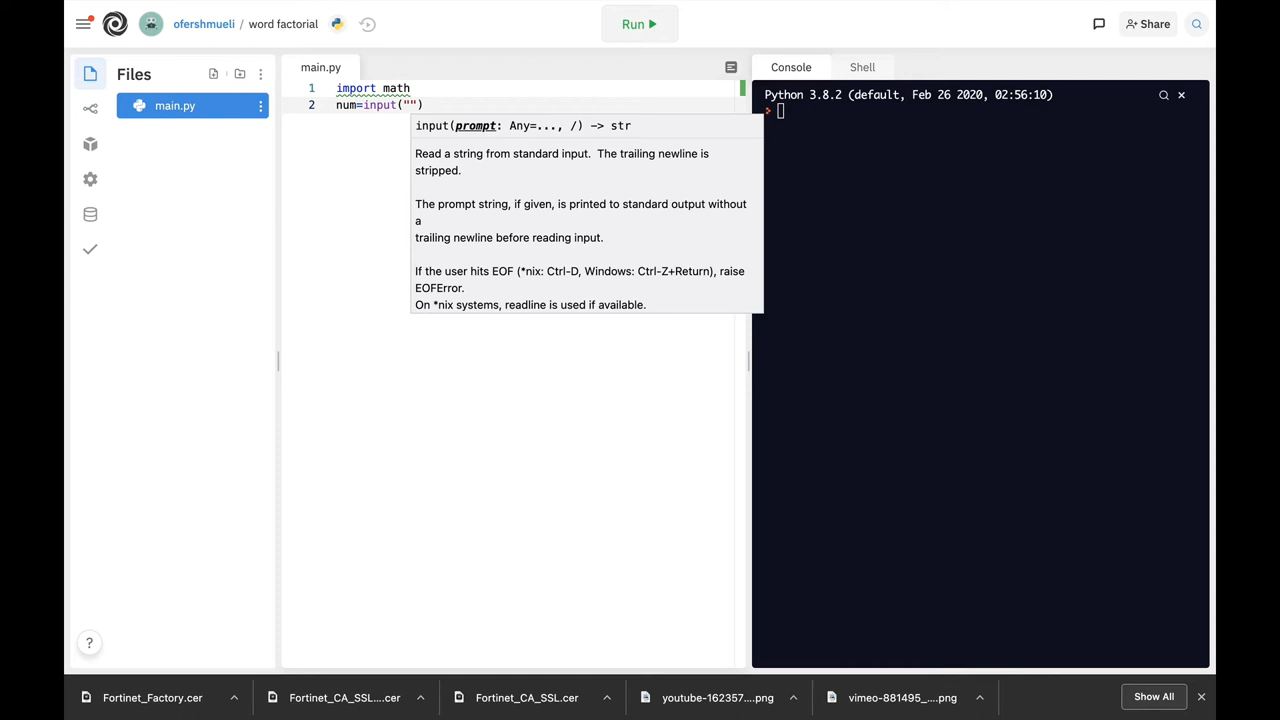 ofershmueli / word factorial
Run
Share
Files
main.py
main.py
1 import math
2 num=input("")
input(prompt: Any=..., /) -> str
Read a string from standard input.  The trailing newline is
stripped.
The prompt string, if given, is printed to standard output without
a
trailing newline before reading input.
If the user hits EOF (*nix: Ctrl-D, Windows: Ctrl-Z+Return), raise
EOFError.
On *nix systems, readline is used if available.
Console
Shell
Python 3.8.2 (default, Feb 26 2020, 02:56:10)
?
Fortinet_Factory.cer
Fortinet_CA_SSL....cer
Fortinet_CA_SSL.cer
youtube-162357....png
vimeo-881495_....png
Show All